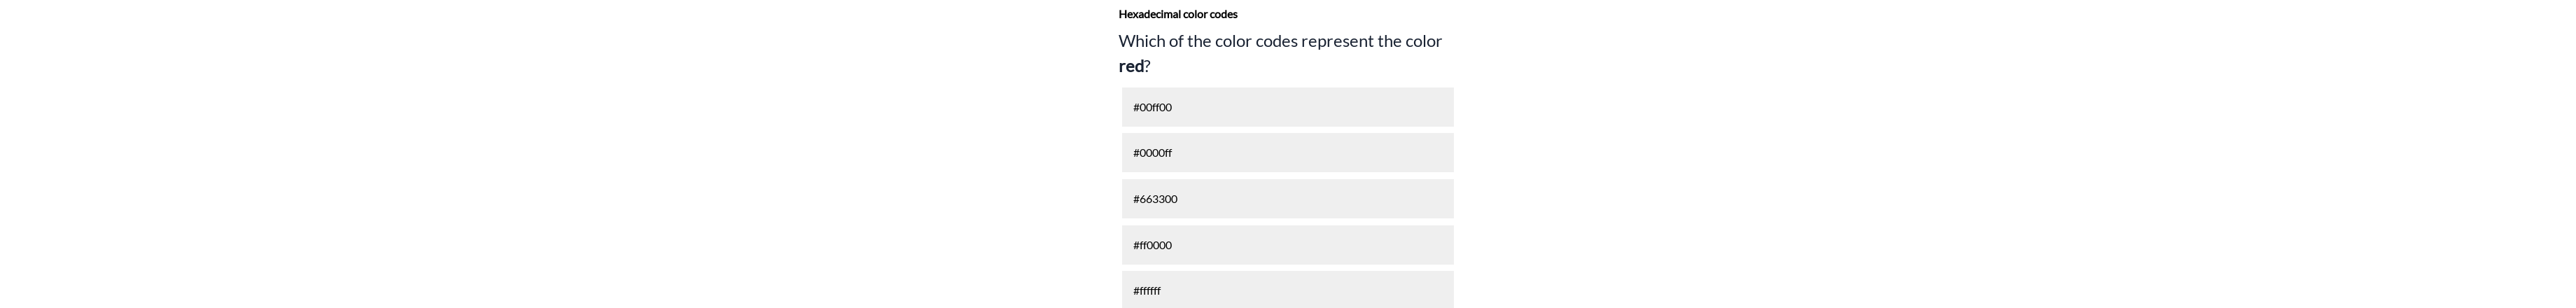 Hexadecimal color codes
Which of the color codes represent the color
red?
#00ff00
#0000ff
#663300
#ff0000
#ffffff